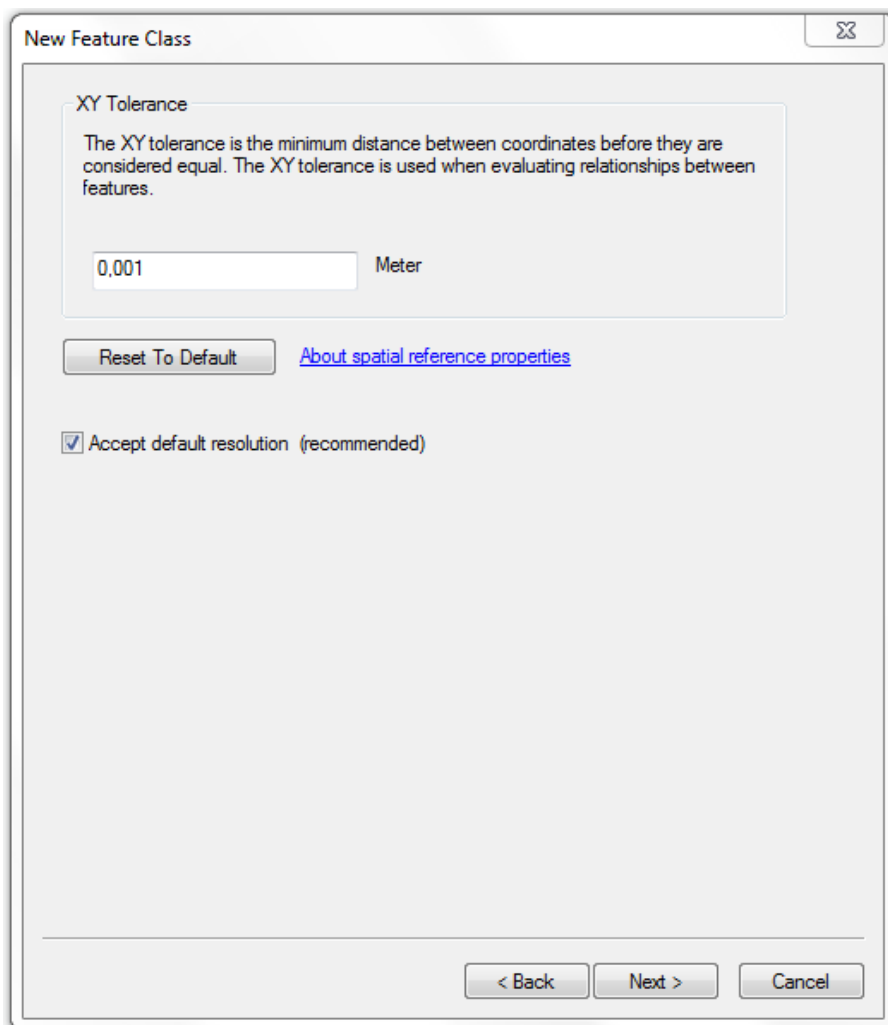 New Feature Class
XY Tolerance
The XY tolerance is the minimum distance between coordinates before they are
considered equal. The XY tolerance is used when evaluating relationships between
features.
0,001 Meter
Reset To Default About spatial reference properties
Accept default resolution (recommended)
< Back Next > Cancel